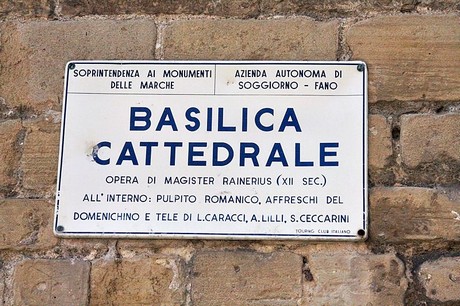 SOPRINTENDENZA AI MONUMENTI
DELLE MARCHE
AZIENDA AUTONOMA DI
SOGGIORNO - FANO
BASILICA
CATTEDRALE
OPERA DI MAGISTER RAINERIUS (XII SEC.)
ALL'INTERNO: PULPITO ROMANICO, AFFRESCHI DEL
DOMENICHINO E TELE DI L. CARACCI, A. LILLI, S. CECCARINI
TOURING CLUB ITALIANO